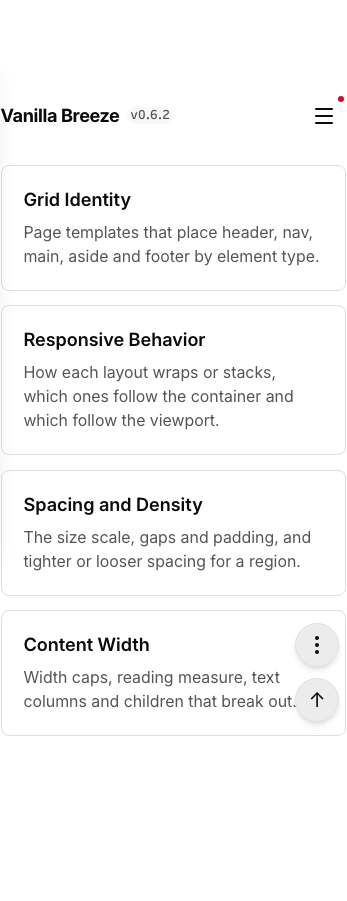 Vanilla Breeze v0.6.2
Grid Identity
Page templates that place header, nav,
main, aside and footer by element type.
Responsive Behavior
How each layout wraps or stacks,
which ones follow the container and
which follow the viewport.
Spacing and Density
The size scale, gaps and padding, and
tighter or looser spacing for a region.
Content Width
Width caps, reading measure, text
columns and children that break out.